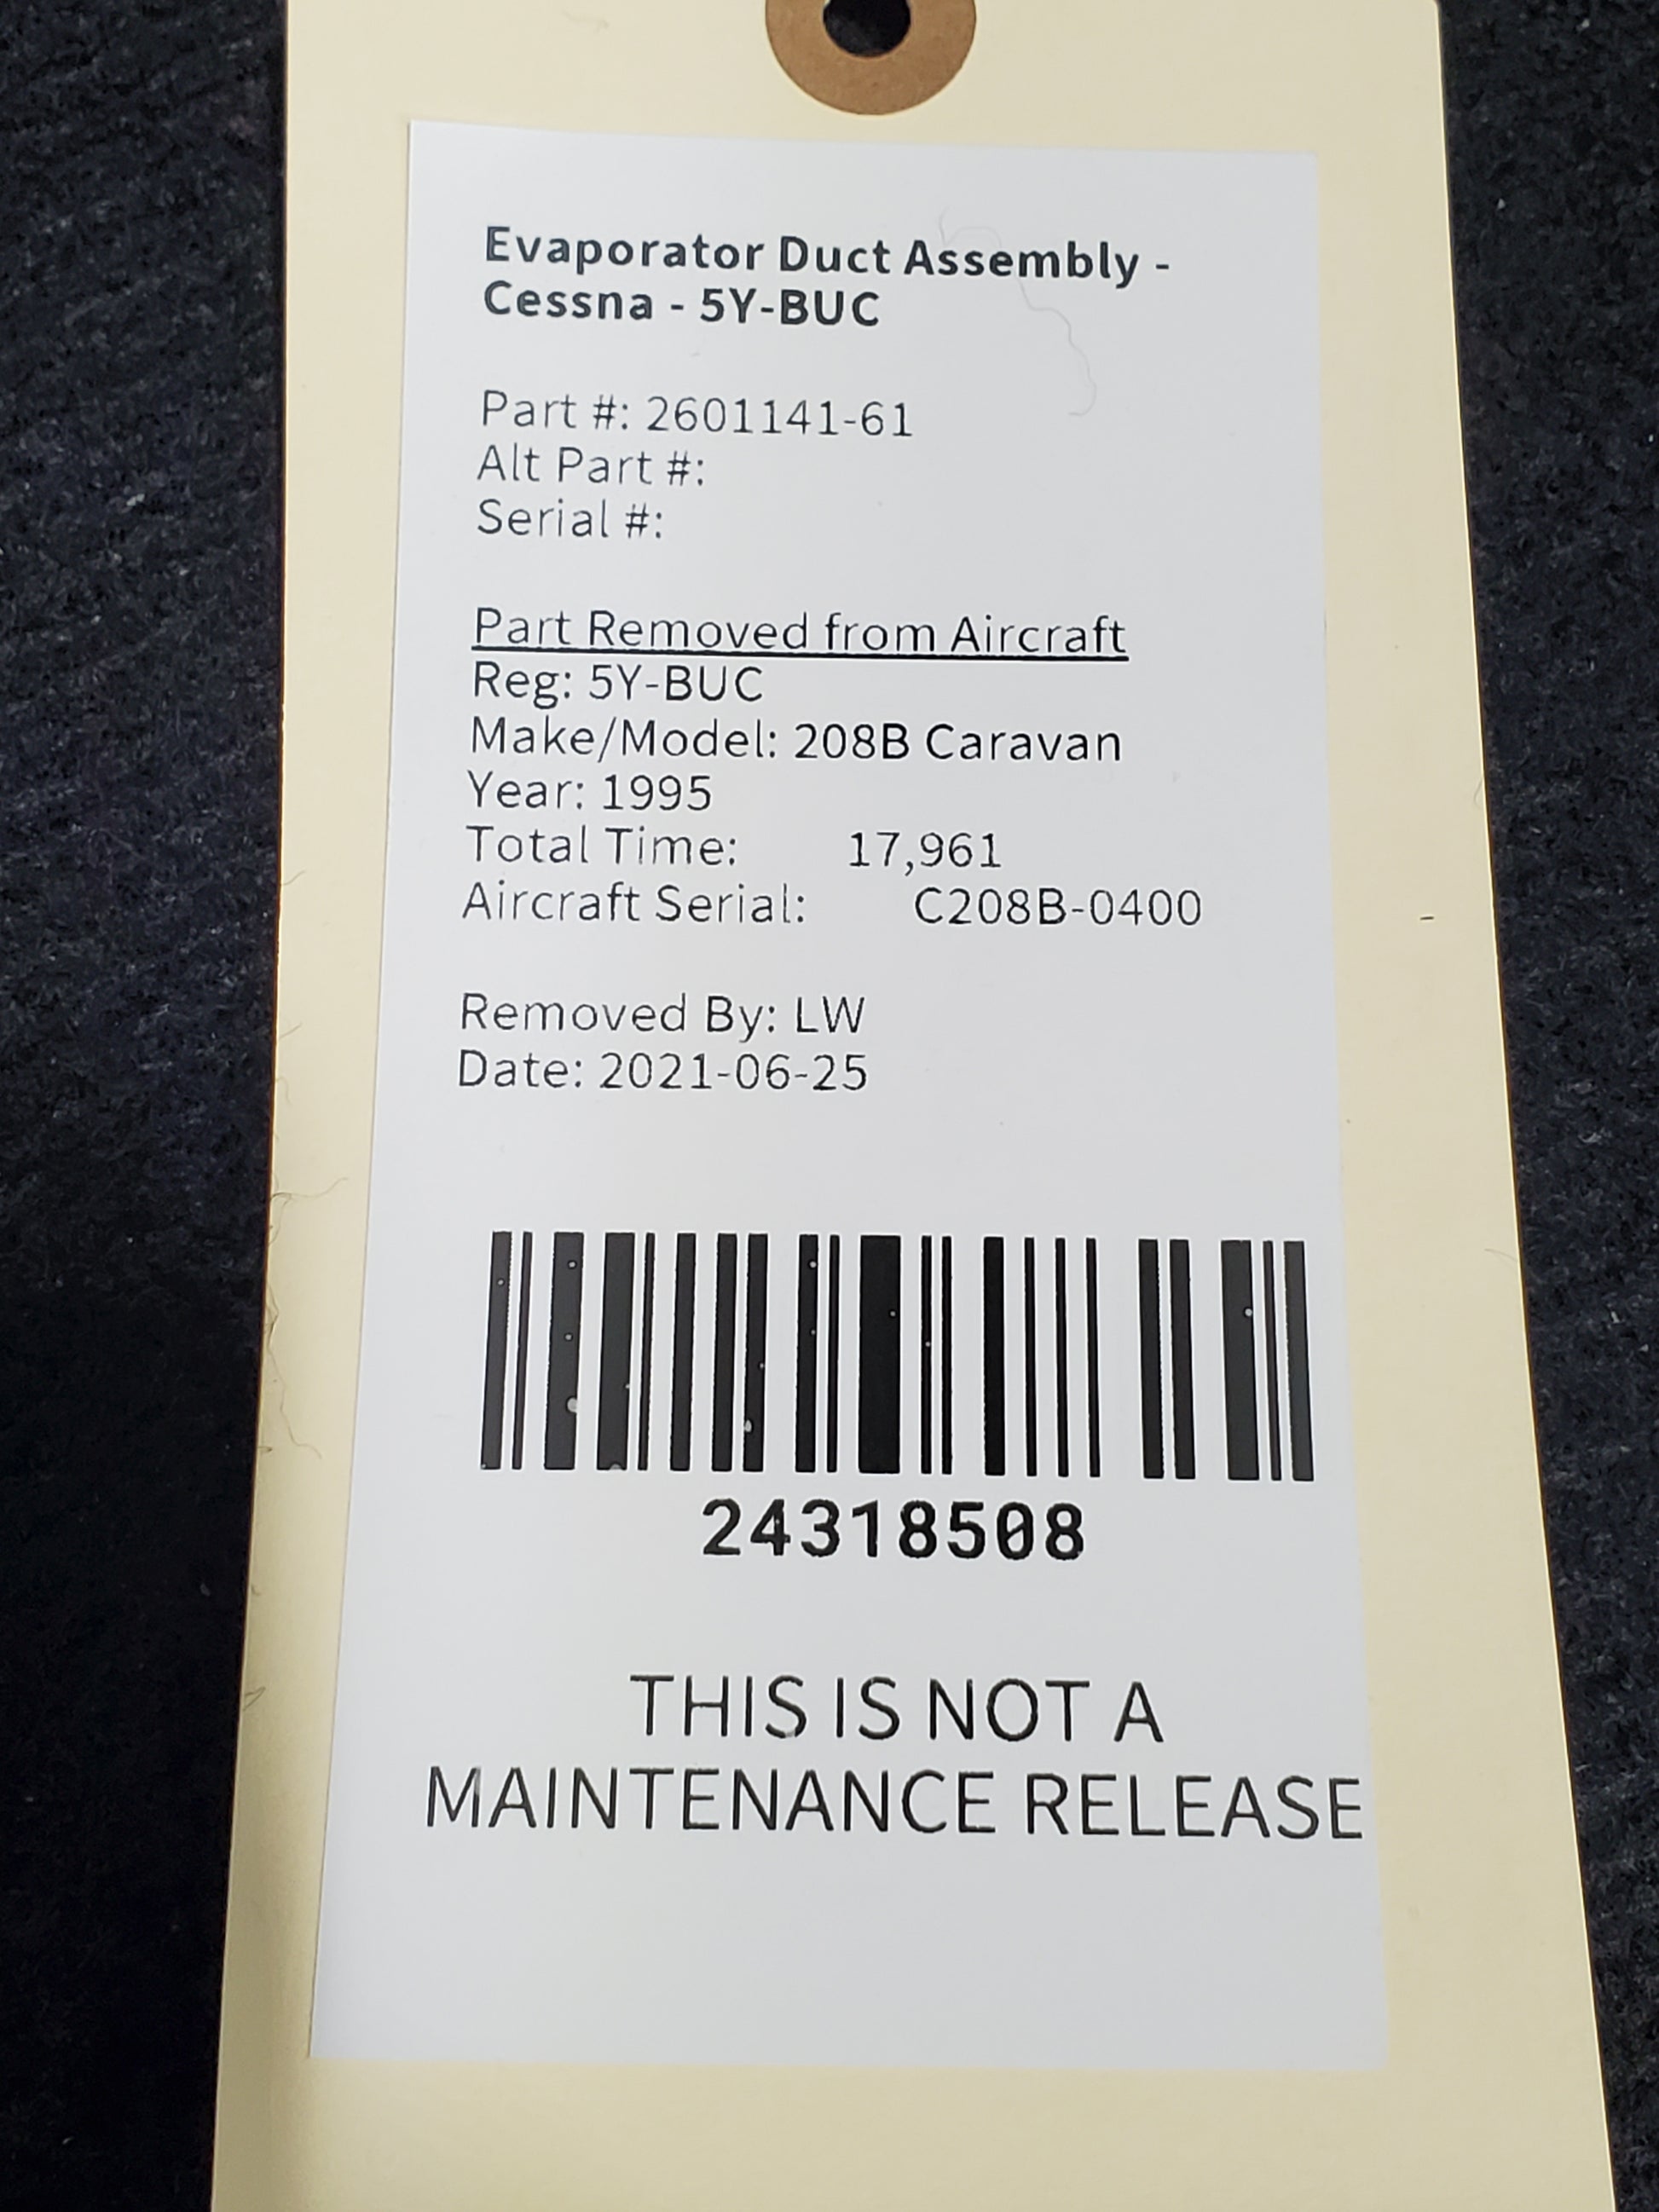 Evaporator Duct Assembly -
Cessna - 5Y-BUC
Part #: 2601141-61
Alt Part #:
Serial #:
Part Removed from Aircraft
Reg: 5Y-BUC
Make/Model: 208B Caravan
Year: 1995
Total Time: 17,961
Aircraft Serial: C208B-0400
Removed By: LW
Date: 2021-06-25
24318508
THIS IS NOT A
MAINTENANCE RELEASE